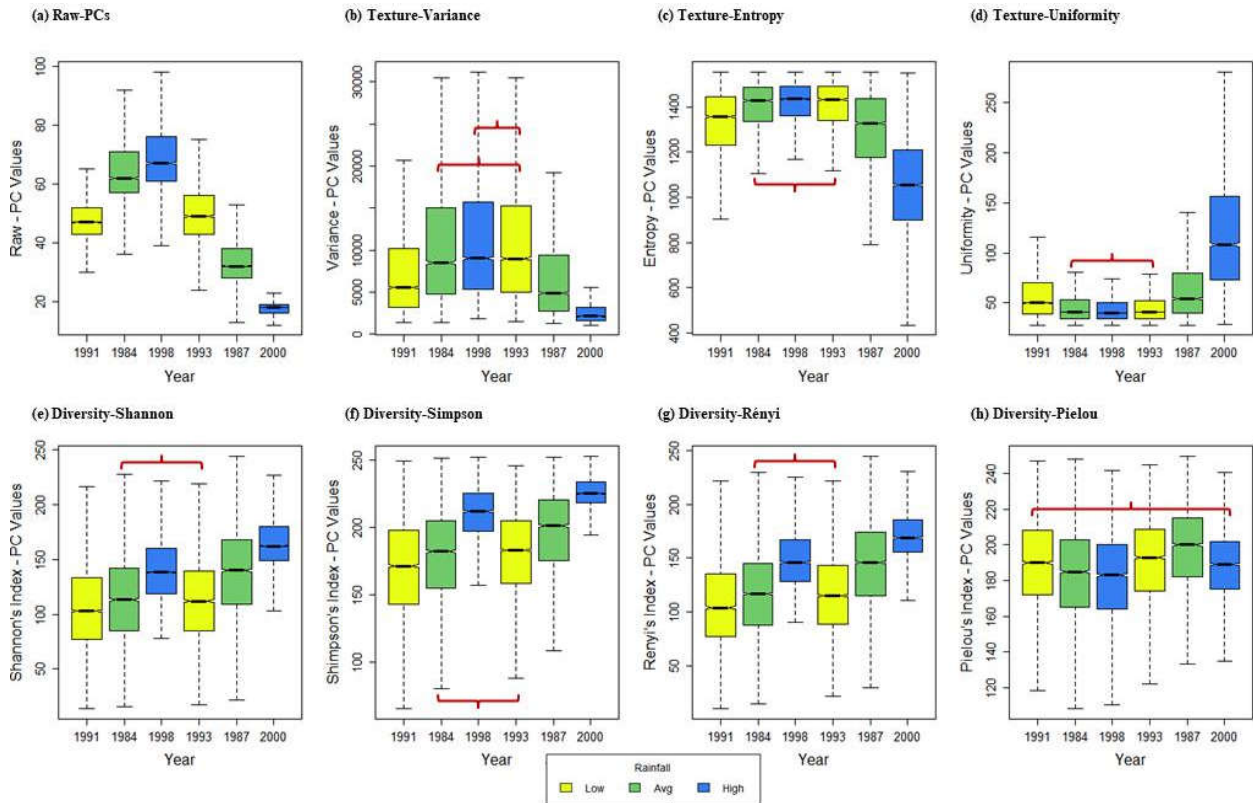 (a) Raw-PCs
(b) Texture-Variance
(c) Texture-Entropy
(d) Texture-Uniformity
Raw - PC Values
100
80
60
40
20
1991 1984 1998 1993 1987 2000
Year
Variance - PC Values
30000
20000
10000
5000
0
1991 1984 1998 1993 1987 2000
Year
Entropy - PC Values
1400
1200
1000
800
600
400
1991 1984 1998 1993 1987 2000
Year
Uniformity - PC Values
250
200
150
100
50
1991 1984 1998 1993 1987 2000
Year
(e) Diversity-Shannon
(f) Diversity-Simpson
(g) Diversity-Rényi
(h) Diversity-Pielou
Shannon's Index - PC Values
250
200
150
100
50
1991 1984 1998 1993 1987 2000
Year
Shimpson's Index - PC Values
250
200
150
100
1991 1984 1998 1993 1987 2000
Year
Renyi's Index - PC Values
250
200
150
100
50
1991 1984 1998 1993 1987 2000
Year
Pielou's Index - PC Values
240
220
200
180
160
140
120
1991 1984 1998 1993 1987 2000
Year
Rainfall
Low Avg High